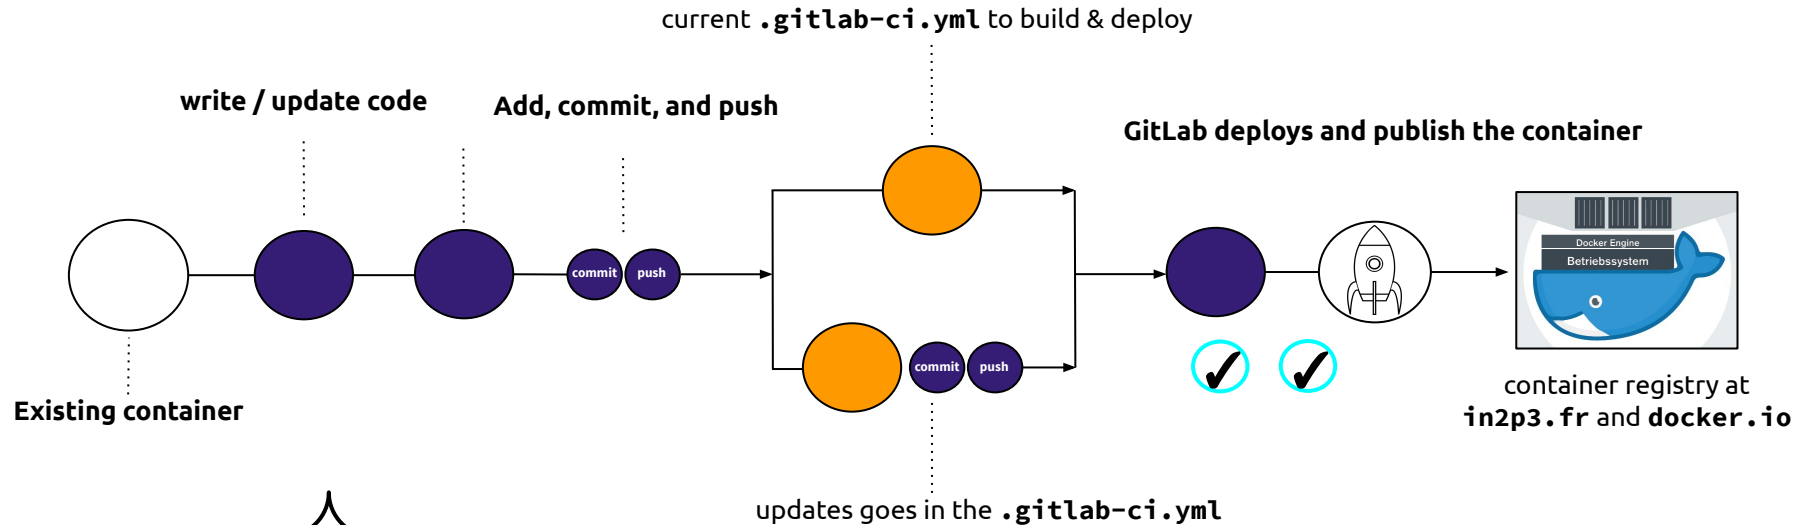 current .gitlab-ci.yml to build & deploy
write / update code
Add, commit, and push
GitLab deploys and publish the container
commit
push
Docker Engine
Betriebssystem
commit
push
Existing container
container registry at
in2p3.fr and docker.io
updates goes in the .gitlab-ci.yml